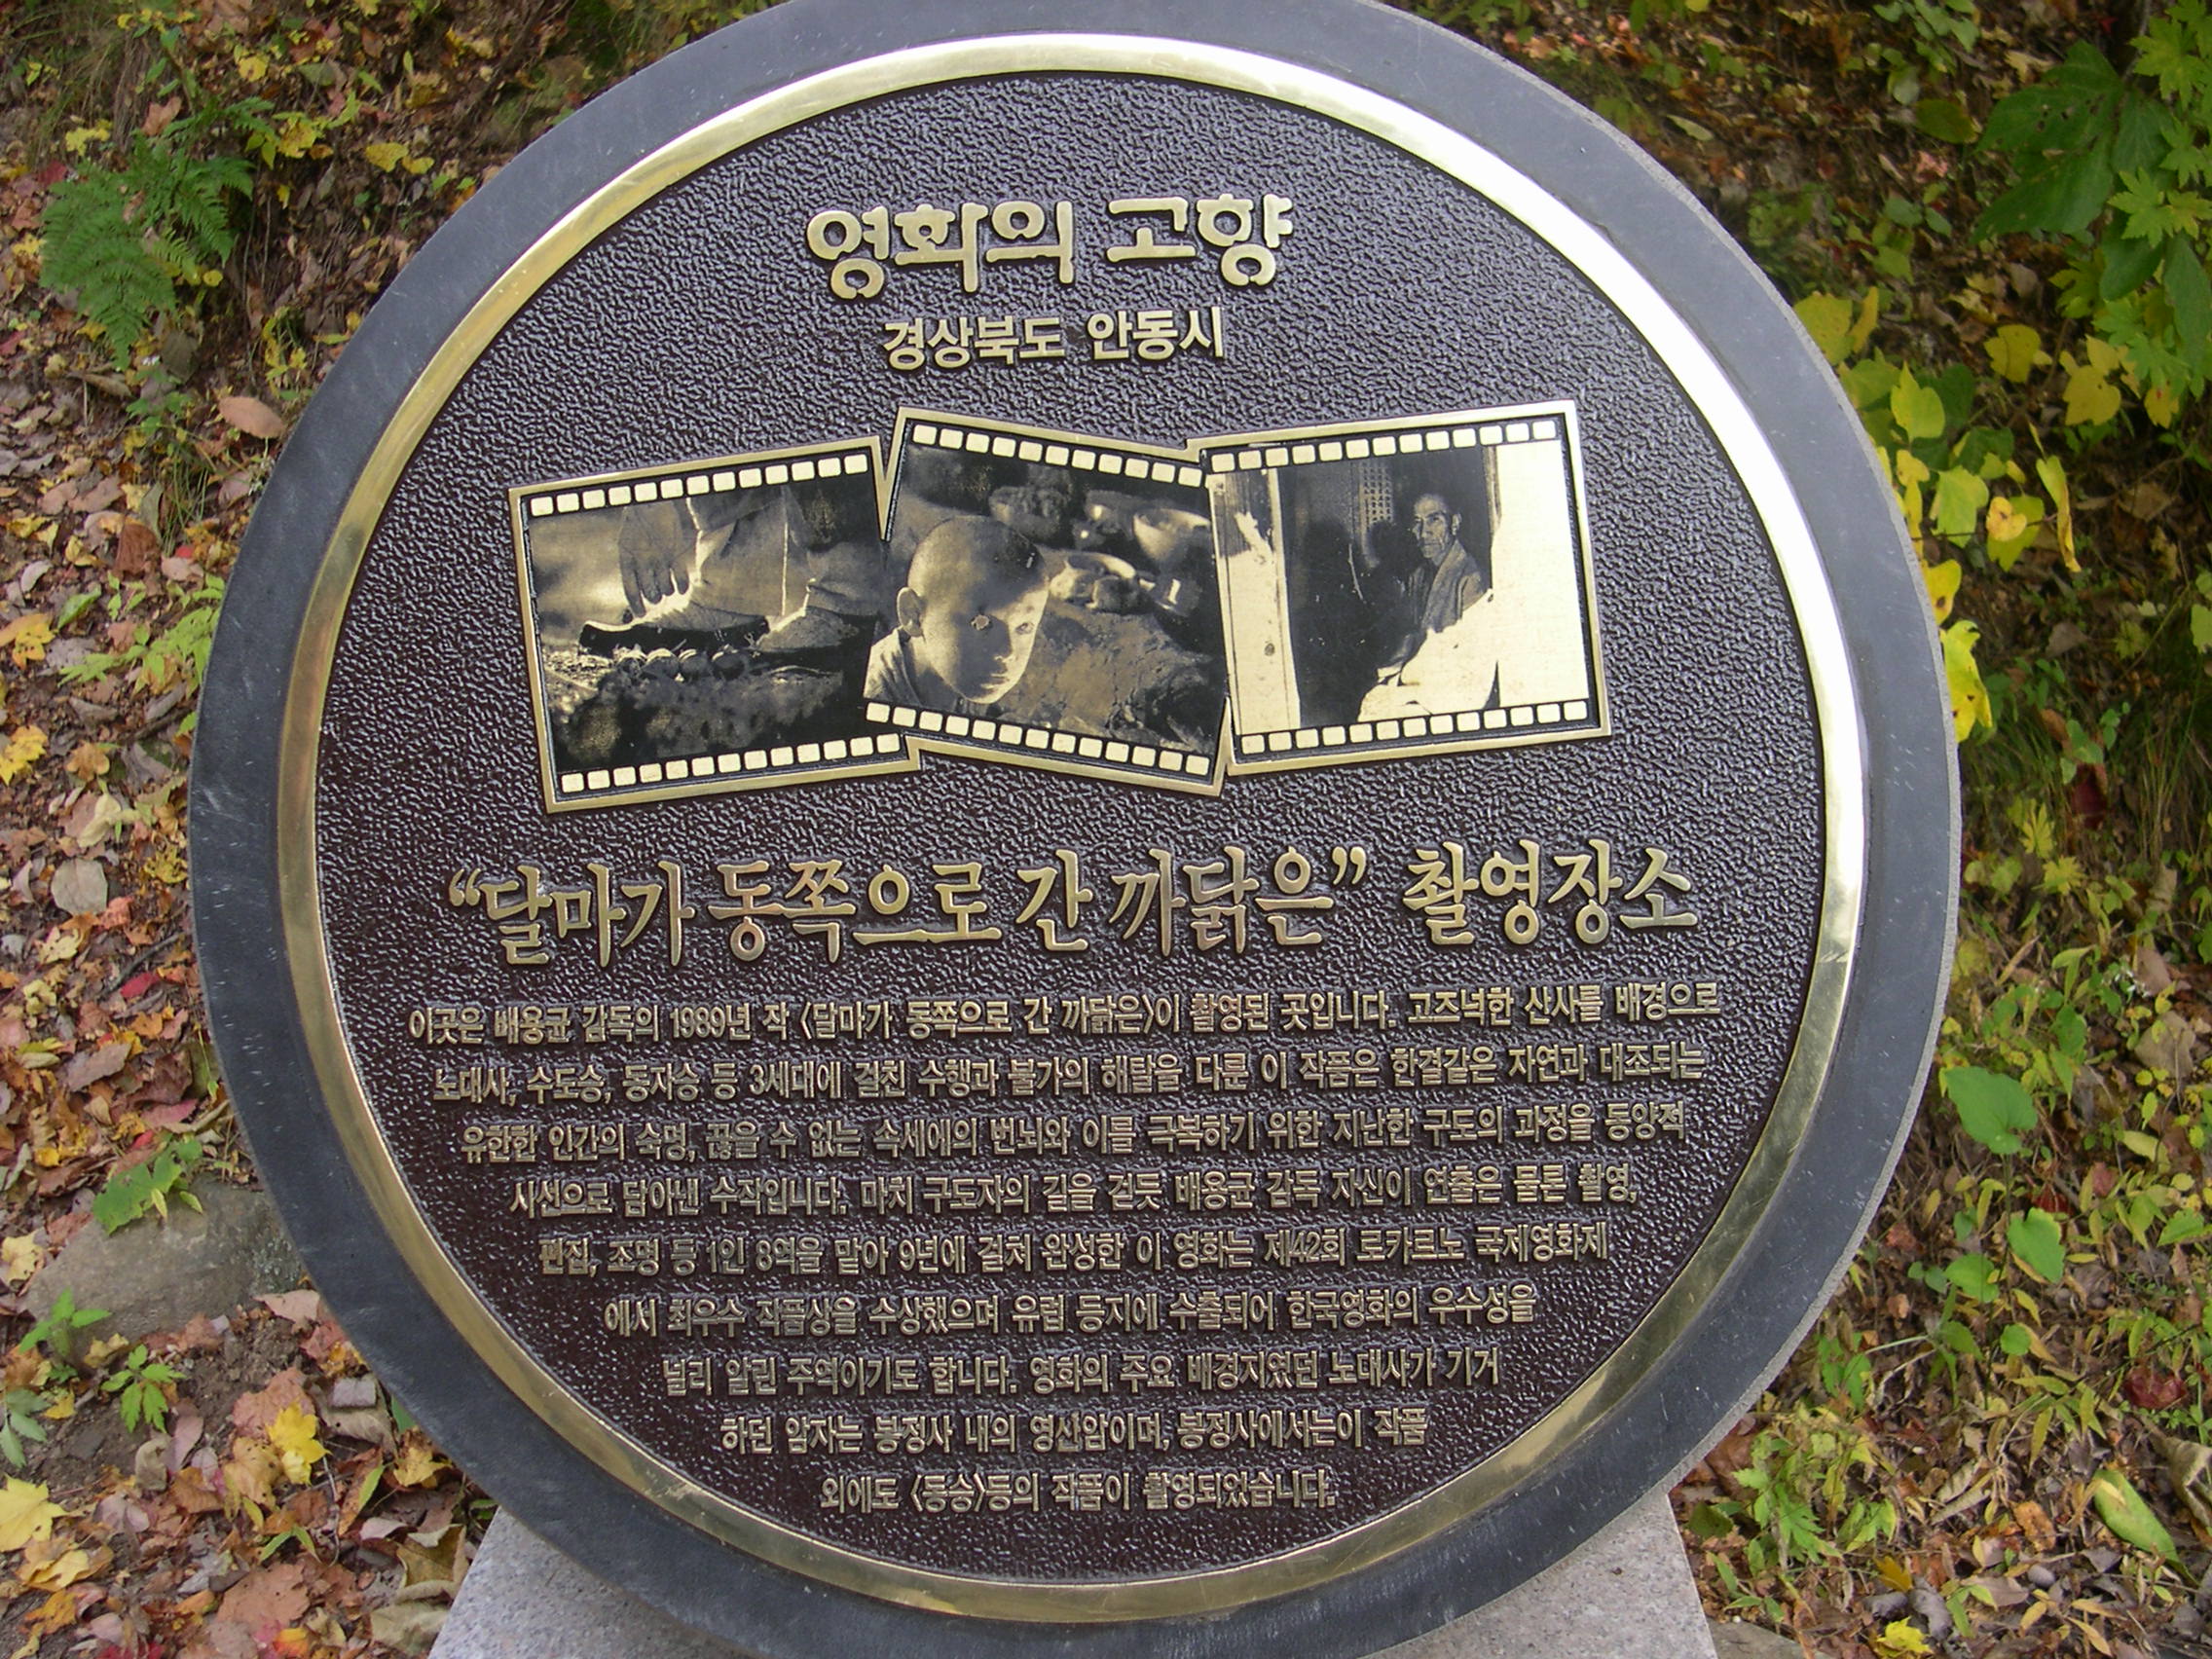 영화의 고향
경상북도 안동시
“달마가 동쪽으로 간 까닭은” 촬영장소
이곳은 배용균 감독의 1989년 작 〈달마가 동쪽으로 간 까닭은〉이 촬영된 곳입니다. 고즈넉한 산사를 배경으로
노대사, 수도승, 동자승 등 3세대에 걸친 수행과 불가의 해탈을 다룬 이 작품은 한결같은 자연과 대조되는
유한한 인간의 숙명, 끊을 수 없는 속세에의 번뇌와 이를 극복하기 위한 지난한 구도의 과정을 동양적
시선으로 담아낸 수작입니다. 마치 구도자의 길을 걷듯 배용균 감독 자신이 연출은 물론 촬영,
편집, 조명 등 1인 8역을 맡아 9년에 걸쳐 완성한 이 영화는 제42회 로카르노 국제영화제
에서 최우수 작품상을 수상했으며 유럽 등지에 수출되어 한국영화의 우수성을
널리 알린 주역이기도 합니다. 영화의 주요 배경지였던 노대사가 기거
하던 암자는 봉정사 내의 영산암이며, 봉정사에서는이 작품
외에도 〈동승〉등의 작품이 촬영되었습니다.